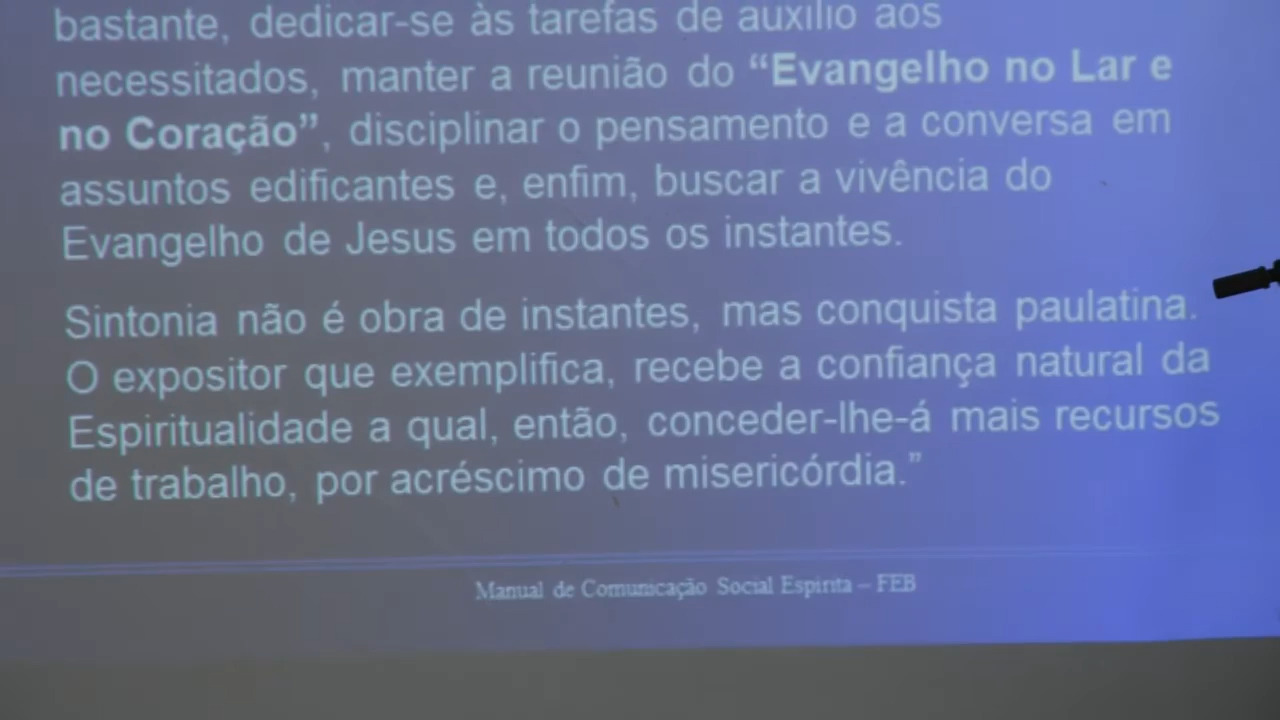 bastante, dedicar-se às tarefas de auxílio aos
necessitados, manter a reunião do “Evangelho no Lar e
no Coração”, disciplinar o pensamento e a conversa em
assuntos edificantes e, enfim, buscar a vivência do
Evangelho de Jesus em todos os instantes.
Sintonia não é obra de instantes, mas conquista paulatina.
O expositor que exemplifica, recebe a confiança natural da
Espiritualidade a qual, então, conceder-lhe-á mais recursos
de trabalho, por acréscimo de misericórdia.”
Manual de Comunicação Social Espírita – FEB